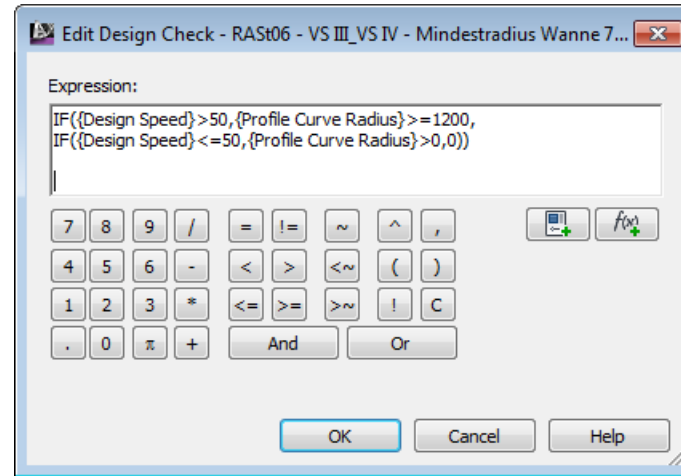 Edit Design Check - RASt06 - VS III_VS IV - Mindestradius Wanne 7...
Expression:
IF({Design Speed}>50,{Profile Curve Radius}>=1200,
IF({Design Speed}<=50,{Profile Curve Radius}>0,0))
7 8 9 / = != ~ ^ , f(x)
4 5 6 - < > <~ ( )
1 2 3 * <= >= >~ ! C
. 0 π + And Or
OK Cancel Help